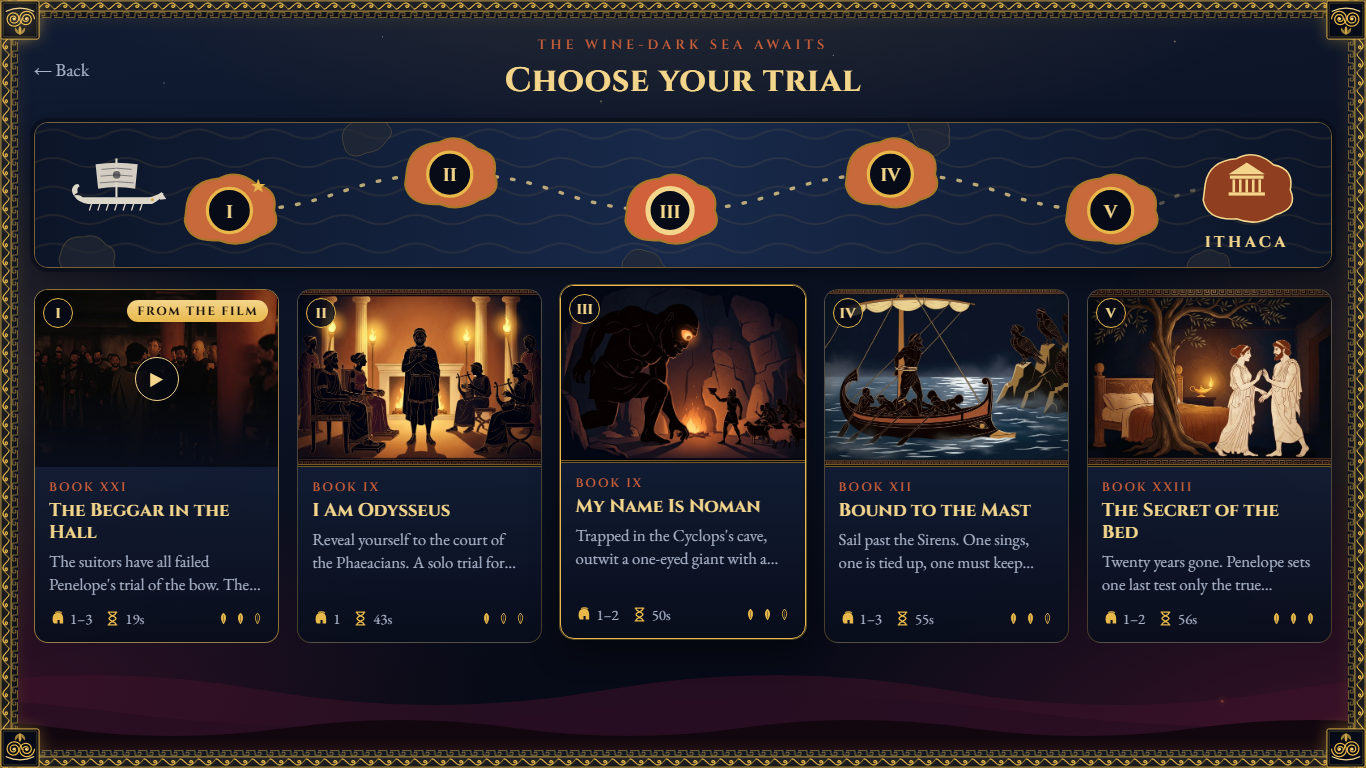 THE WINE-DARK SEA AWAITS
← Back
CHOOSE YOUR TRIAL
I
II
III
IV
V
ITHACA
I
FROM THE FILM
BOOK XXI
THE BEGGAR IN THE
HALL
The suitors have all failed
Penelope's trial of the bow. The...
1–3 19s
II
BOOK IX
I AM ODYSSEUS
Reveal yourself to the court of
the Phaeacians. A solo trial for...
1 43s
III
BOOK IX
MY NAME IS NOMAN
Trapped in the Cyclops's cave,
outwit a one-eyed giant with a...
1–2 50s
IV
BOOK XII
BOUND TO THE MAST
Sail past the Sirens. One sings,
one is tied up, one must keep...
1–3 55s
V
BOOK XXIII
THE SECRET OF THE
BED
Twenty years gone. Penelope sets
one last test only the true...
1–2 56s